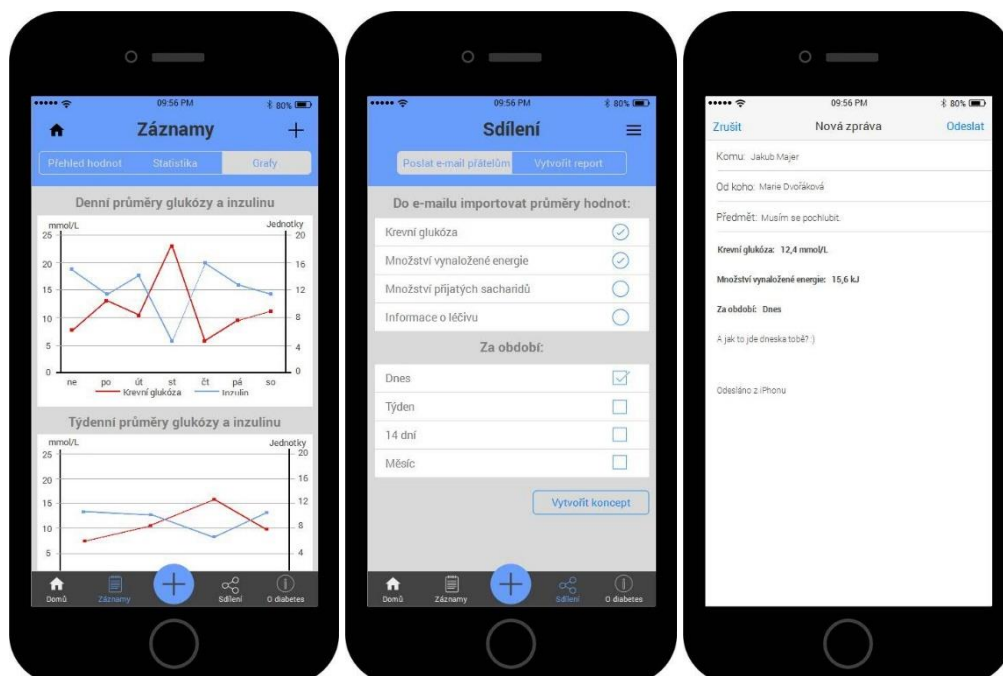 09:56 PM
80%
Záznamy
Přehled hodnot
Statistika
Grafy
Denní průměry glukózy a inzulinu
mmol/L
Jednotky
25
20
15
10
5
0
20
16
12
8
4
0
ne po út st čt pá so
Krevní glukóza
Inzulin
Týdenní průměry glukózy a inzulinu
mmol/L
Jednotky
25
20
15
10
5
20
16
12
8
4
Domů
Záznamy
Sdílení
O diabetes
09:56 PM
80%
Sdílení
Poslat e-mail přátelům
Vytvořit report
Do e-mailu importovat průměry hodnot:
Krevní glukóza
Množství vynaložené energie
Množství přijatých sacharidů
Informace o léčivu
Za období:
Dnes
Týden
14 dní
Měsíc
Vytvořit koncept
Domů
Záznamy
Sdílení
O diabetes
09:56 PM
80%
Zrušit
Nová zpráva
Odeslat
Komu: Jakub Majer
Od koho: Marie Dvořáková
Předmět: Musím se pochlubit.
Krevní glukóza: 12,4 mmol/L
Množství vynaložené energie: 15,6 kJ
Za období: Dnes
A jak to jde dneska tobě? :)
Odesláno z iPhonu